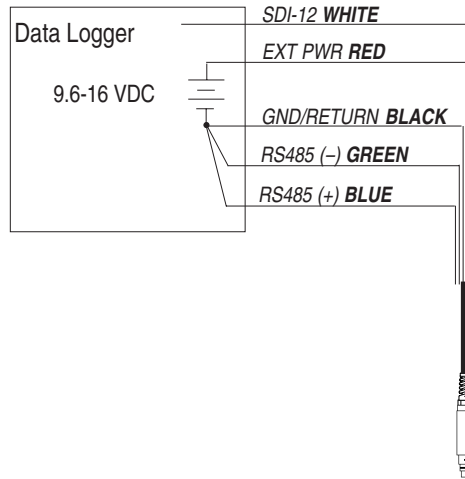 SDI-12 WHITE
Data Logger
EXT PWR RED
9.6-16 VDC
GND/RETURN BLACK
RS485 (–) GREEN
RS485 (+) BLUE